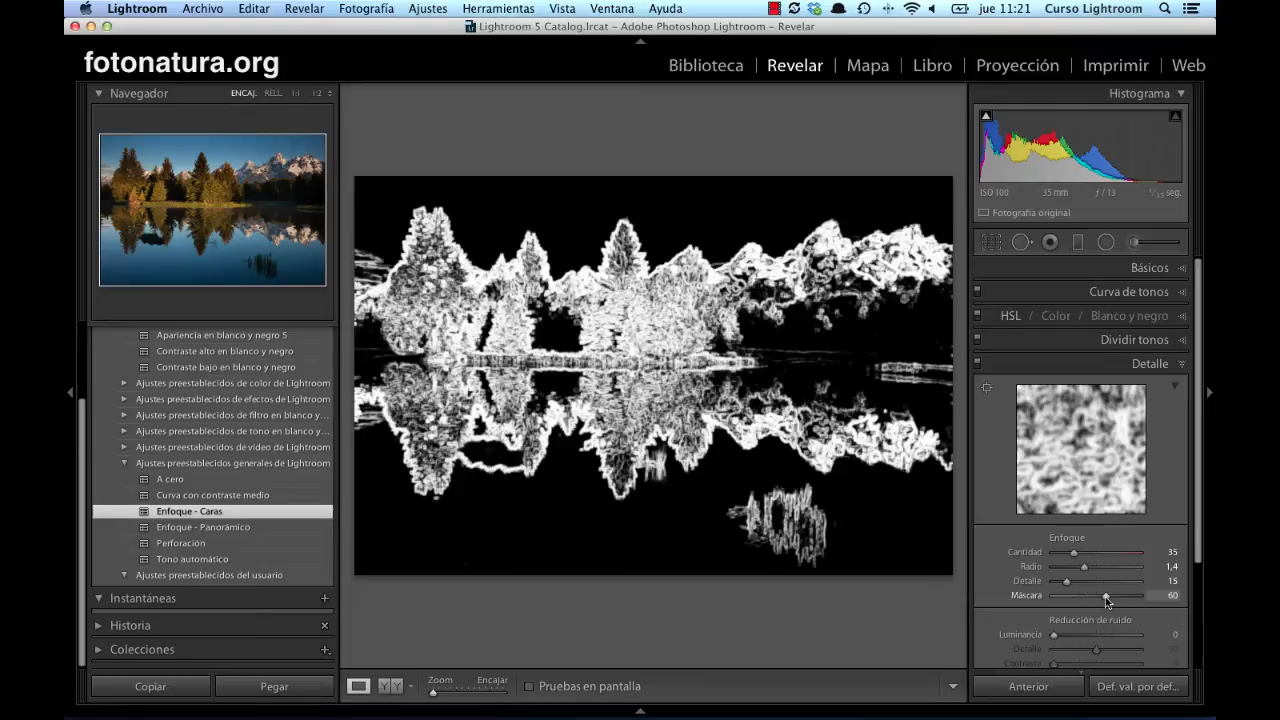 Lightroom Archivo Editar Revelar Fotografía Ajustes Herramientas Vista Ventana Ayuda jue 11:21 Curso Lightroom
Lightroom 5 Catalog.lrcat – Adobe Photoshop Lightroom – Revelar
fotonatura.org
Biblioteca Revelar Mapa Libro Proyección Imprimir Web
Navegador ENCAJ. RELL. 1:1 1:2
Histograma
ISO 100 35 mm ƒ / 13 seg.
Fotografía original
Básicos
Curva de tonos
HSL / Color / Blanco y negro
Dividir tonos
Detalle
Apariencia en blanco y negro 5
Contraste alto en blanco y negro
Contraste bajo en blanco y negro
Ajustes preestablecidos de color de Lightroom
Ajustes preestablecidos de efectos de Lightroom
Ajustes preestablecidos de filtro en blanco y...
Ajustes preestablecidos de tono en blanco y...
Ajustes preestablecidos de vídeo de Lightroom
Ajustes preestablecidos generales de Lightroom
A cero
Curva con contraste medio
Enfoque - Caras
Enfoque - Panorámico
Perforación
Tono automático
Ajustes preestablecidos del usuario
Instantáneas
Historia
Colecciones
Copiar Pegar
Enfoque
Cantidad 35
Radio 1,4
Detalle 15
Máscara 60
Reducción de ruido
Luminancia 0
Detalle 50
Contraste 0
YY Zoom Encajar Pruebas en pantalla
Anterior Def. val. por def...